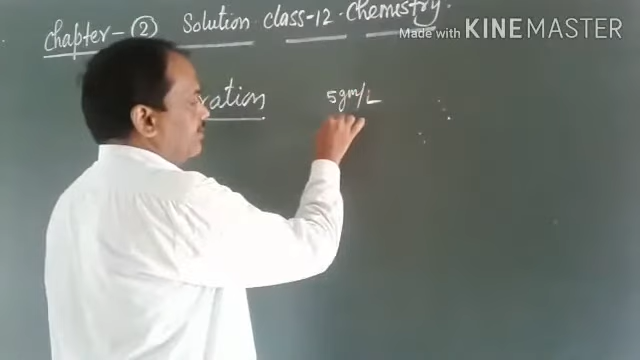 Chapter - ② Solution class-12 Chemistry.
Made with KINEMASTER
ration 5gm/L